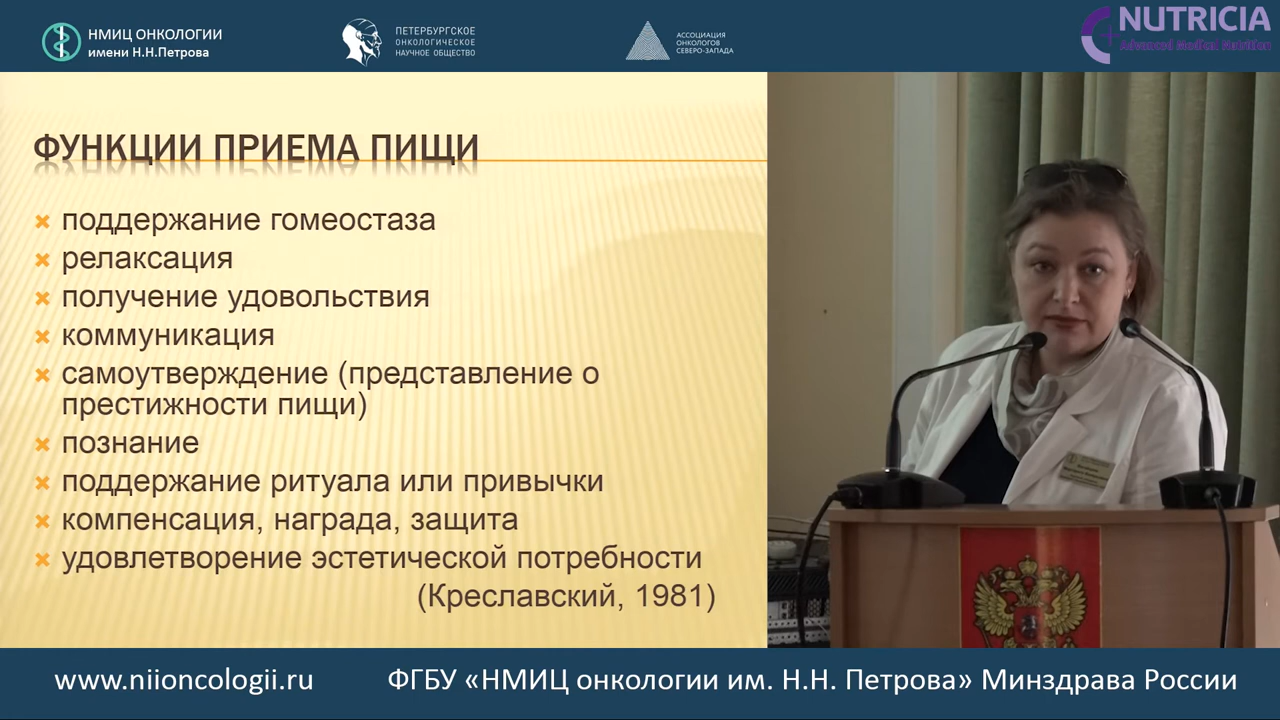 НМИЦ ОНКОЛОГИИ
имени Н.Н.Петрова
ПЕТЕРБУРГСКОЕ
ОНКОЛОГИЧЕСКОЕ
НАУЧНОЕ ОБЩЕСТВО
АССОЦИАЦИЯ
ОНКОЛОГОВ
СЕВЕРО-ЗАПАДА
NUTRICIA
Advanced Medical Nutrition
ФУНКЦИИ ПРИЕМА ПИЩИ
поддержание гомеостаза
релаксация
получение удовольствия
коммуникация
самоутверждение (представление о
престижности пищи)
познание
поддержание ритуала или привычки
компенсация, награда, защита
удовлетворение эстетической потребности
(Креславский, 1981)
www.niioncologii.ru
ФГБУ «НМИЦ онкологии им. Н.Н. Петрова» Минздрава России